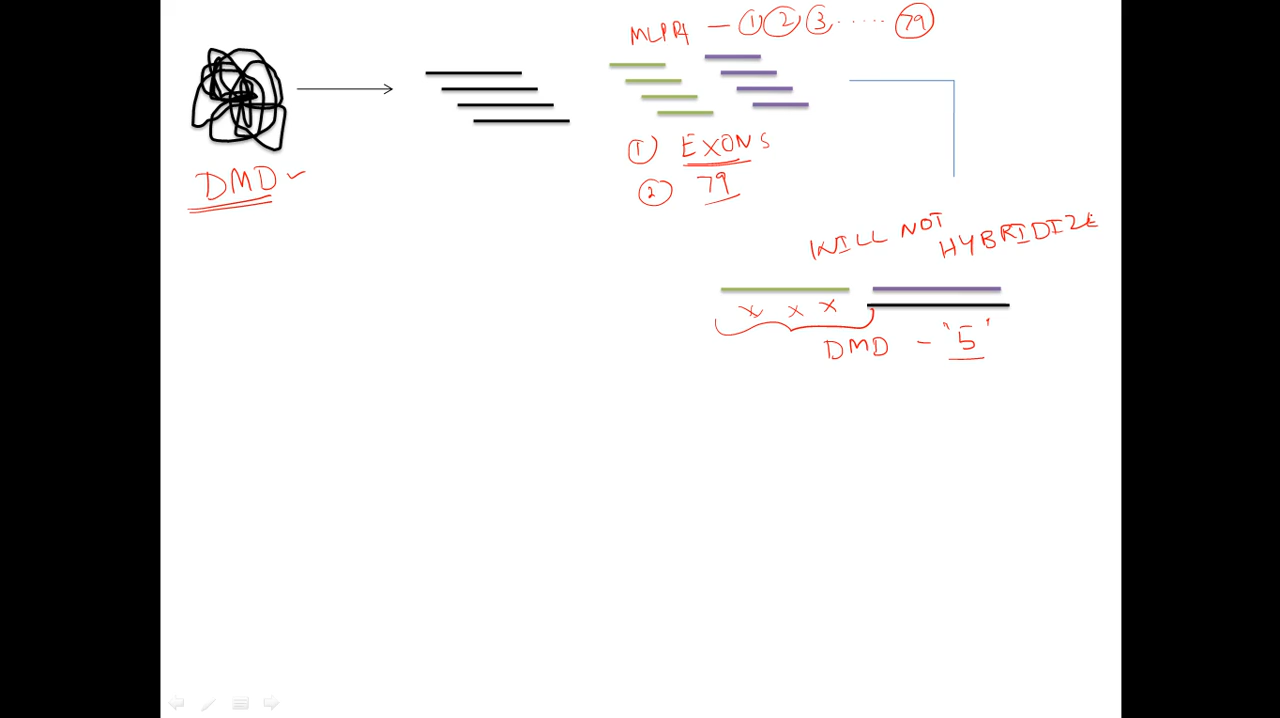 MLPA — 1 2 3 ...... 79
1 EXONS
2 79
DMD ✓
WILL NOT HYBRIDIZE
x x x
DMD - "5"